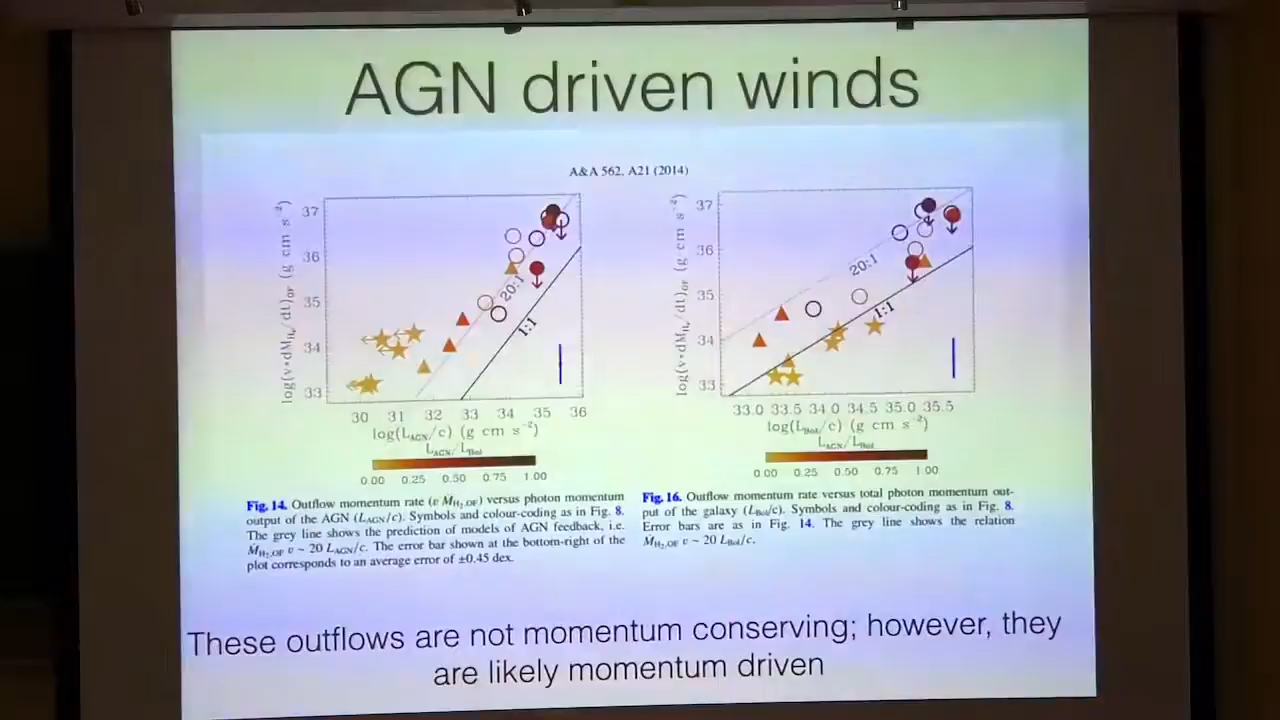 AGN driven winds
A&A 562, A21 (2014)
log(v*dM_H₂/dt)_OF (g cm s⁻²)
37
36
35
34
33
20:1
1:1
30 31 32 33 34 35 36
log(L_AGN/c) (g cm s⁻²)
L_AGN/L_Bol
0.00 0.25 0.50 0.75 1.00
log(v*dM_H₂/dt)_OF (g cm s⁻²)
37
36
35
34
33
20:1
1:1
33.0 33.5 34.0 34.5 35.0 35.5
log(L_Bol/c) (g cm s⁻²)
L_AGN/L_Bol
0.00 0.25 0.50 0.75 1.00
Fig. 14. Outflow momentum rate (v Ṁ_H₂,OF) versus photon momentum
output of the AGN (L_AGN/c). Symbols and colour-coding as in Fig. 8.
The grey line shows the prediction of models of AGN feedback, i.e.
Ṁ_H₂,OF v ~ 20 L_AGN/c. The error bar shown at the bottom-right of the
plot corresponds to an average error of ±0.45 dex.
Fig. 16. Outflow momentum rate versus total photon momentum out-
put of the galaxy (L_Bol/c). Symbols and colour-coding as in Fig. 8.
Error bars are as in Fig. 14. The grey line shows the relation
Ṁ_H₂,OF v ~ 20 L_Bol/c.
These outflows are not momentum conserving; however, they
are likely momentum driven